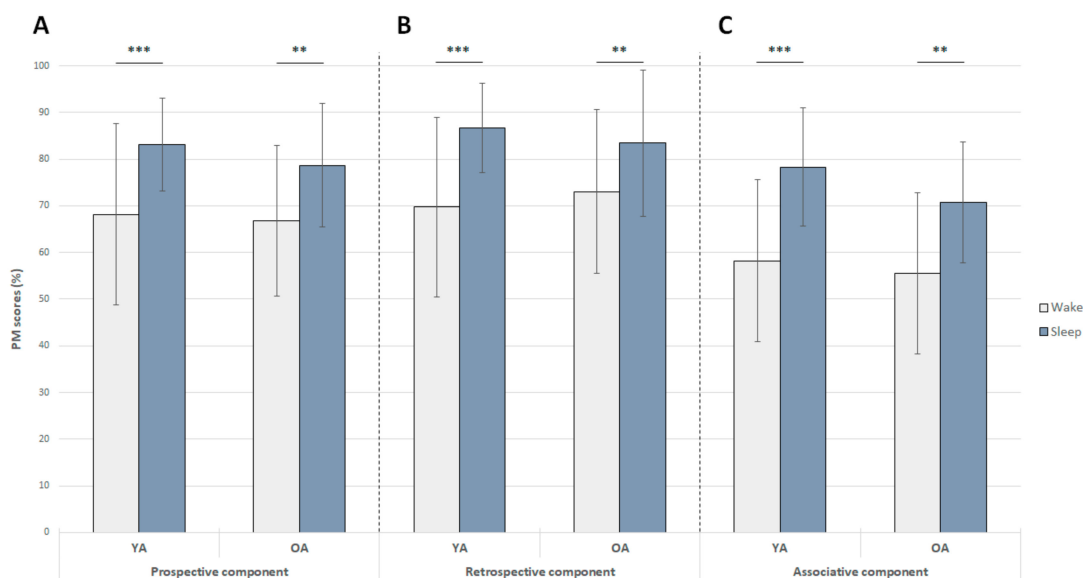 A B C
*** ** *** ** *** **
100
90
80
70
60
50
40
30
20
10
0
PM scores (%)
Wake
Sleep
YA OA YA OA YA OA
Prospective component Retrospective component Associative component